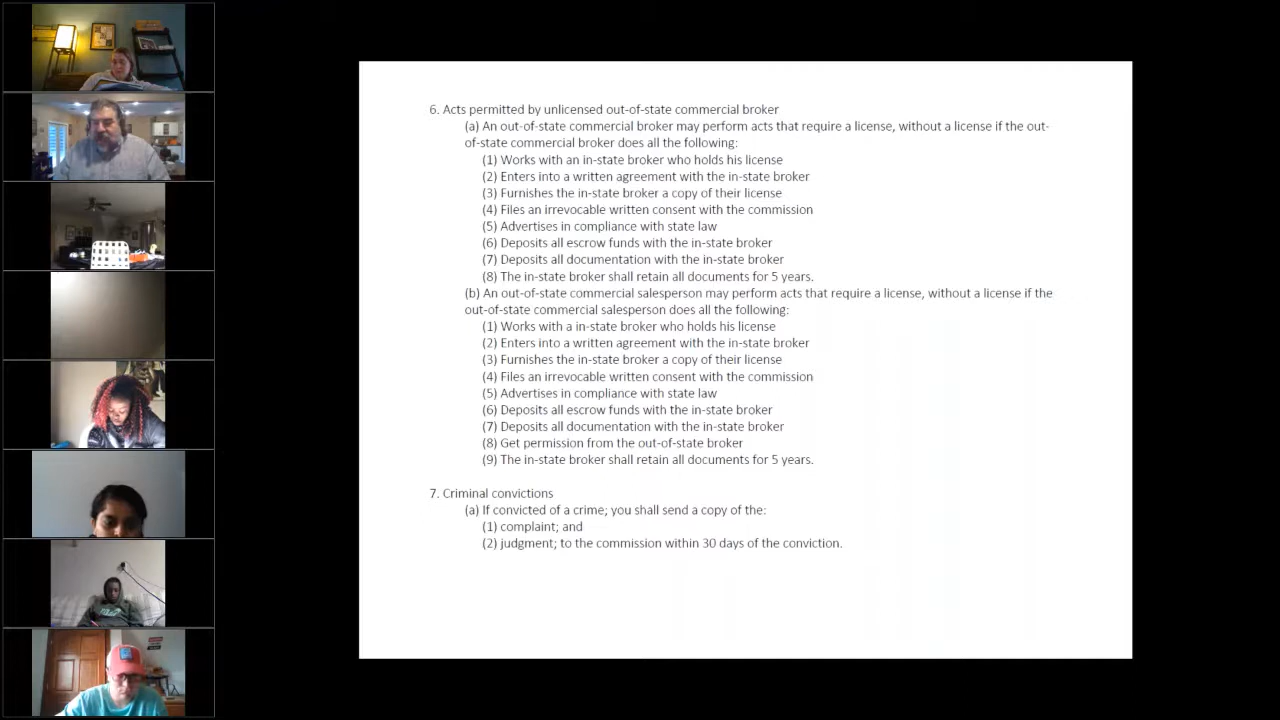 6. Acts permitted by unlicensed out-of-state commercial broker
(a) An out-of-state commercial broker may perform acts that require a license, without a license if the out-
of-state commercial broker does all the following:
(1) Works with an in-state broker who holds his license
(2) Enters into a written agreement with the in-state broker
(3) Furnishes the in-state broker a copy of their license
(4) Files an irrevocable written consent with the commission
(5) Advertises in compliance with state law
(6) Deposits all escrow funds with the in-state broker
(7) Deposits all documentation with the in-state broker
(8) The in-state broker shall retain all documents for 5 years.
(b) An out-of-state commercial salesperson may perform acts that require a license, without a license if the
out-of-state commercial salesperson does all the following:
(1) Works with a in-state broker who holds his license
(2) Enters into a written agreement with the in-state broker
(3) Furnishes the in-state broker a copy of their license
(4) Files an irrevocable written consent with the commission
(5) Advertises in compliance with state law
(6) Deposits all escrow funds with the in-state broker
(7) Deposits all documentation with the in-state broker
(8) Get permission from the out-of-state broker
(9) The in-state broker shall retain all documents for 5 years.
7. Criminal convictions
(a) If convicted of a crime; you shall send a copy of the:
(1) complaint; and
(2) judgment; to the commission within 30 days of the conviction.